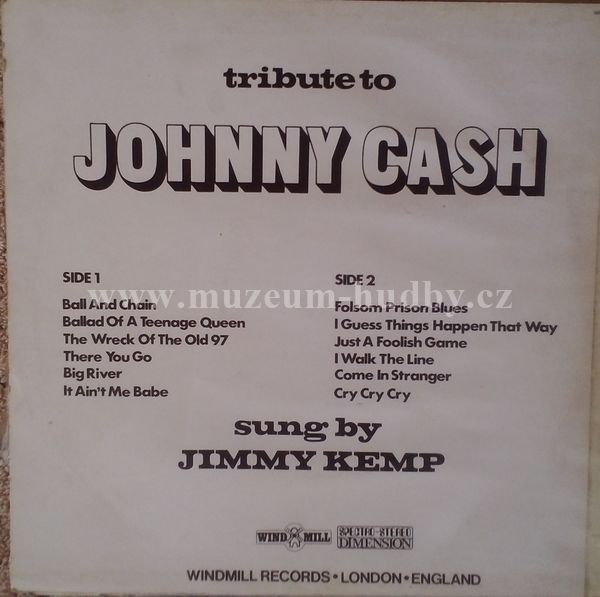 tribute to
JOHNNY CASH
SIDE 1
Ball And Chain
Ballad Of A Teenage Queen
The Wreck Of The Old 97
There You Go
Big River
It Ain't Me Babe
SIDE 2
Folsom Prison Blues
I Guess Things Happen That Way
Just A Foolish Game
I Walk The Line
Come In Stranger
Cry Cry Cry
www.muzeum-hudby.cz
sung by
JIMMY KEMP
WIND MILL
SPECTRO-STEREO
DIMENSION
WINDMILL RECORDS • LONDON • ENGLAND